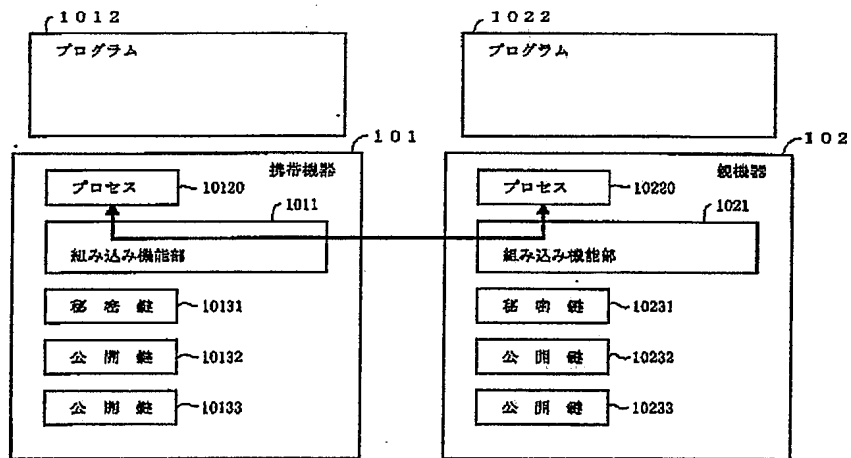 1012
プログラム
1022
プログラム
101
携帯機器
プロセス
10120
1011
組み込み機能部
秘密鍵
10131
公開鍵
10132
公開鍵
10133
102
親機器
プロセス
10220
1021
組み込み機能部
秘密鍵
10231
公開鍵
10232
公開鍵
10233